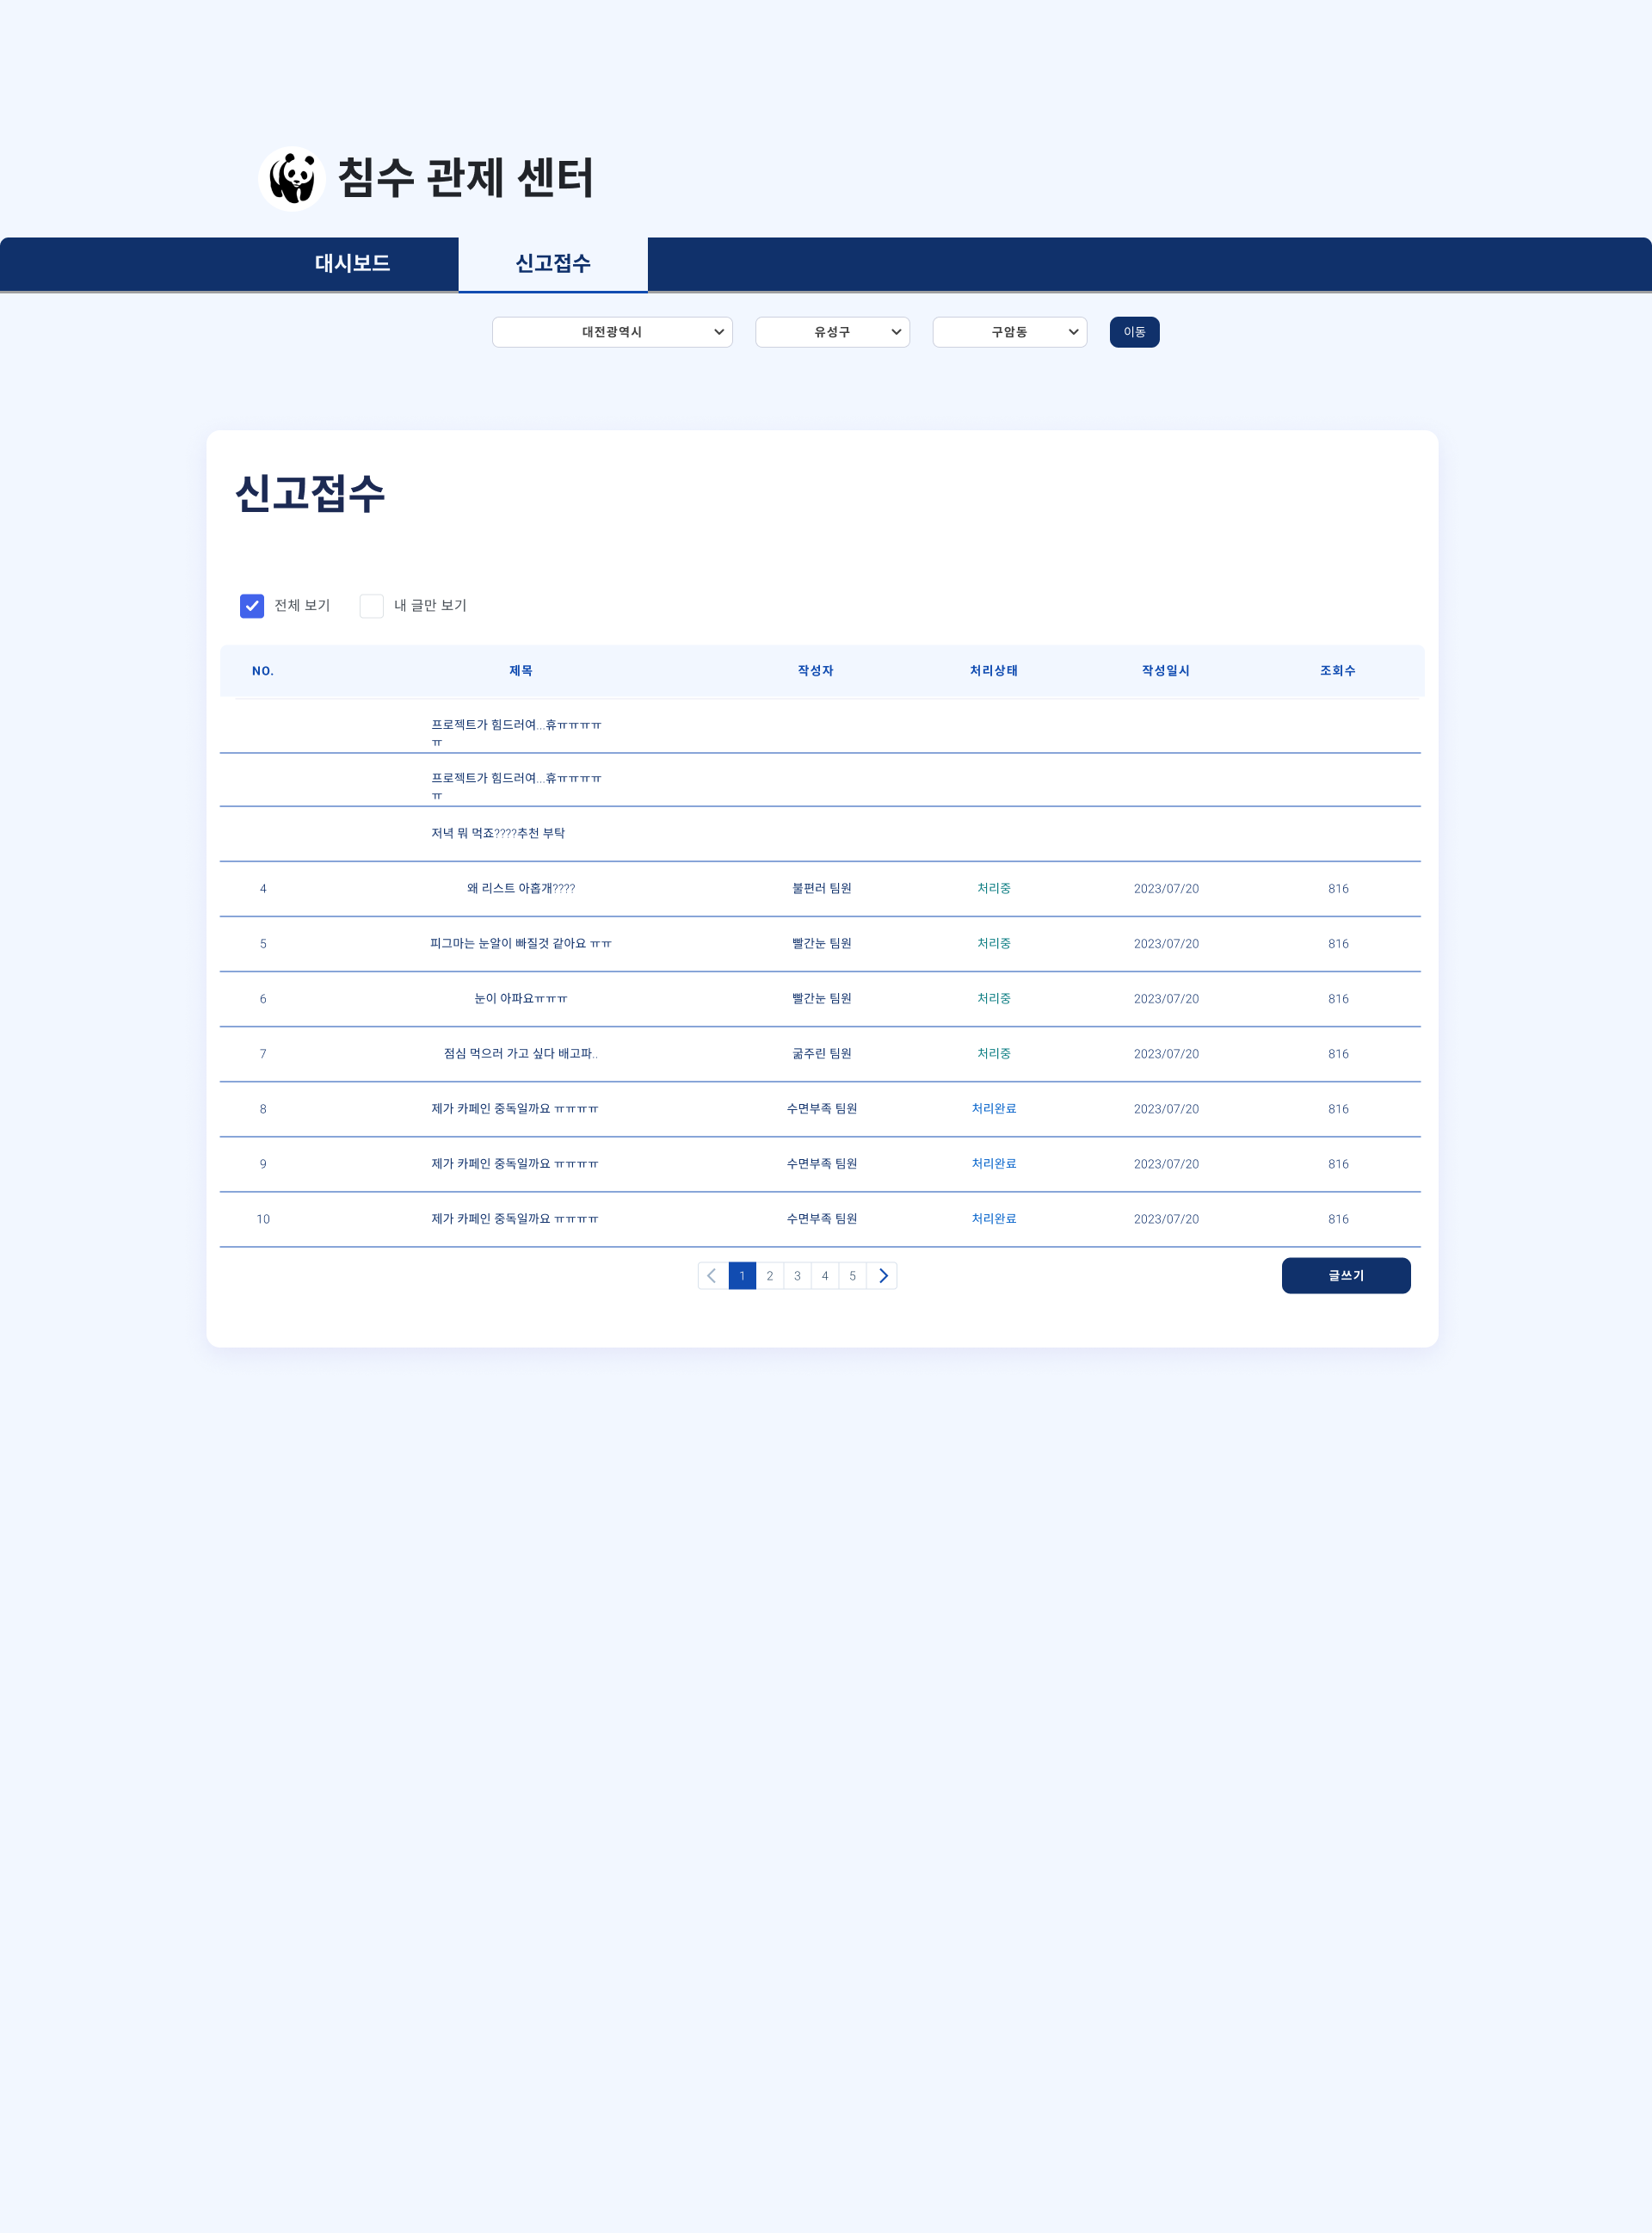 침수 관제 센터
대시보드 신고접수
대전광역시 유성구 구암동 이동
신고접수
전체 보기 내 글만 보기
NO. 제목 작성자 처리상태 작성일시 조회수
프로젝트가 힘드러여...휴ㅠㅠㅠㅠ
ㅠ
프로젝트가 힘드러여...휴ㅠㅠㅠㅠ
ㅠ
저녁 뭐 먹죠????추천 부탁
4 왜 리스트 아홉개???? 불편러 팀원 처리중 2023/07/20 816
5 피그마는 눈알이 빠질것 같아요 ㅠㅠ 빨간눈 팀원 처리중 2023/07/20 816
6 눈이 아파요ㅠㅠㅠ 빨간눈 팀원 처리중 2023/07/20 816
7 점심 먹으러 가고 싶다 배고파.. 굶주린 팀원 처리중 2023/07/20 816
8 제가 카페인 중독일까요 ㅠㅠㅠㅠ 수면부족 팀원 처리완료 2023/07/20 816
9 제가 카페인 중독일까요 ㅠㅠㅠㅠ 수면부족 팀원 처리완료 2023/07/20 816
10 제가 카페인 중독일까요 ㅠㅠㅠㅠ 수면부족 팀원 처리완료 2023/07/20 816
1 2 3 4 5 글쓰기